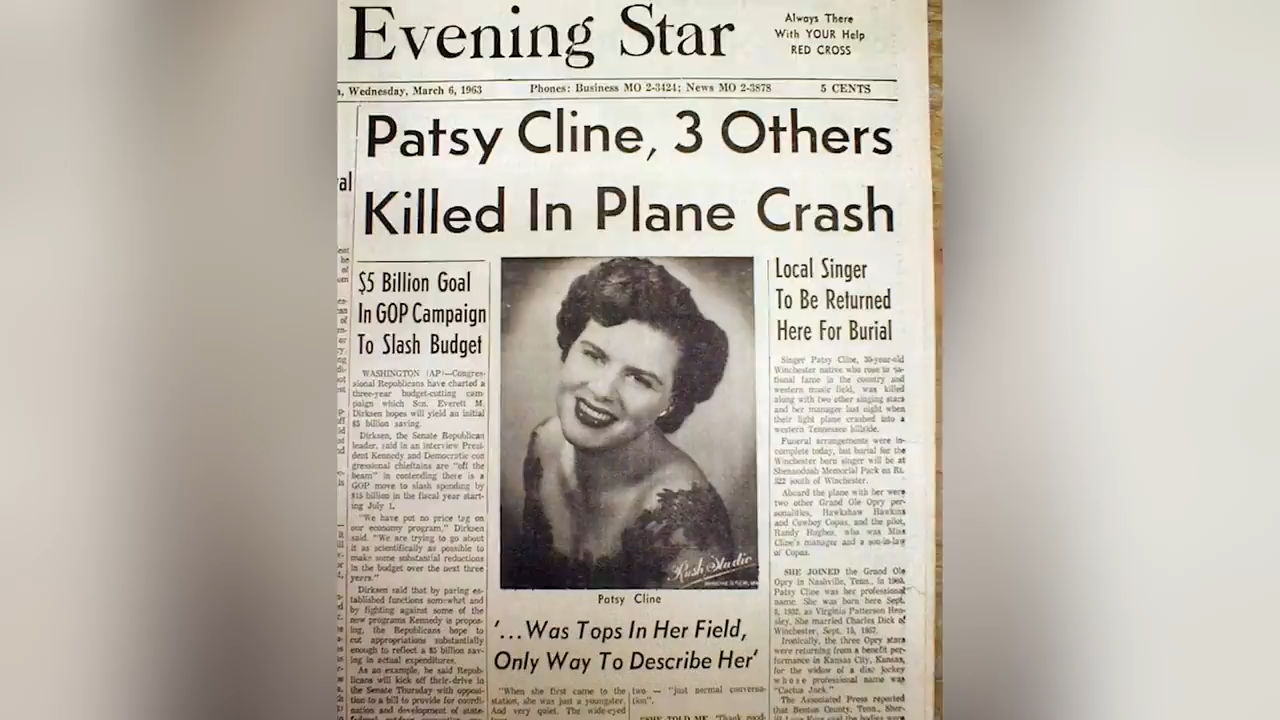 Evening Star
Always There
With YOUR Help
RED CROSS
Wednesday, March 6, 1963
Phones: Business MO 2-3424; News MO 2-3878
5 CENTS
Patsy Cline, 3 Others
Killed In Plane Crash
$5 Billion Goal
In GOP Campaign
To Slash Budget
WASHINGTON (AP)—Congres-
sional Republicans have charted a
three-year budget-cutting cam-
paign which Sen. Everett M.
Dirksen hopes will yield an initial
$5 billion saving.
Dirksen, the Senate Republican
leader, said in an interview Presi-
dent Kennedy and Democratic con
gressional chieftains are "off the
beam" in contending there is a
GOP move to slash spending by
$15 billion in the fiscal year start-
ing July 1.
"We have put no price tag on
our economy program," Dirksen
said. "We are trying to go about
it as scientifically as possible to
make some substantial reductions
in the budget over the next three
years."
Dirksen said that by paring es-
tablished functions somewhat and
by fighting against some of the
new programs Kennedy is propos-
ing, the Republicans hope to
cut appropriations substantially
enough to reflect a $5 billion sav-
ing in actual expenditures.
As an example, he said Repub-
licans will kick off their drive in
the Senate Thursday with opposi-
tion to a bill to provide for coordi-
nation and development of state-
Rush Studio
Patsy Cline
'...Was Tops In Her Field,
Only Way To Describe Her'
"When she first came to the
station, she was just a youngster.
And very quiet. The wide-eyed
two — "just normal conversa-
tion".
Local Singer
To Be Returned
Here For Burial
Singer Patsy Cline, 30-year-old
Winchester native who rose to na-
tional fame in the country and
western music field, was killed
along with two other singing stars
and her manager last night when
their light plane crashed into a
western Tennessee hillside.
Funeral arrangements were in-
complete today, but burial for the
Winchester born singer will be at
Shenandoah Memorial Park on Rt.
522 south of Winchester.
Aboard the plane with her were
two other Grand Ole Opry per-
sonalities, Hawkshaw Hawkins
and Cowboy Copas, and the pilot,
Randy Hughes, who was Miss
Cline's manager and a son-in-law
of Copas.
SHE JOINED the Grand Ole
Opry in Nashville, Tenn., in
Patsy Cline was her professional
name. She was born here Sept.
8, 1932, as Virginia Patterson Hen-
sley. She married Charles Dick of
Winchester, Sept. 15, 1957.
Ironically, the three Opry stars
were returning from a benefit per-
formance in Kansas City, Kansas,
for the widow of a disc jockey
whose professional name was
"Cactus Jack."
The Associated Press reported
that Benton County, Tenn., Sher-